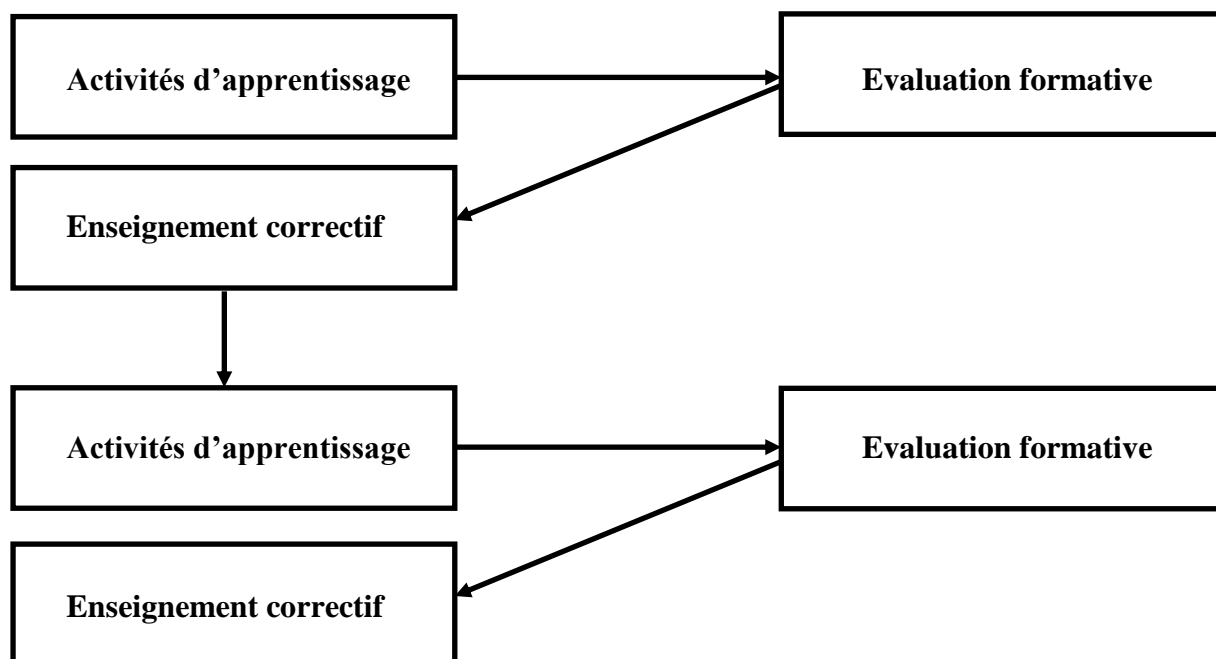 Activités d’apprentissage
Evaluation formative
Enseignement correctif
Activités d’apprentissage
Evaluation formative
Enseignement correctif